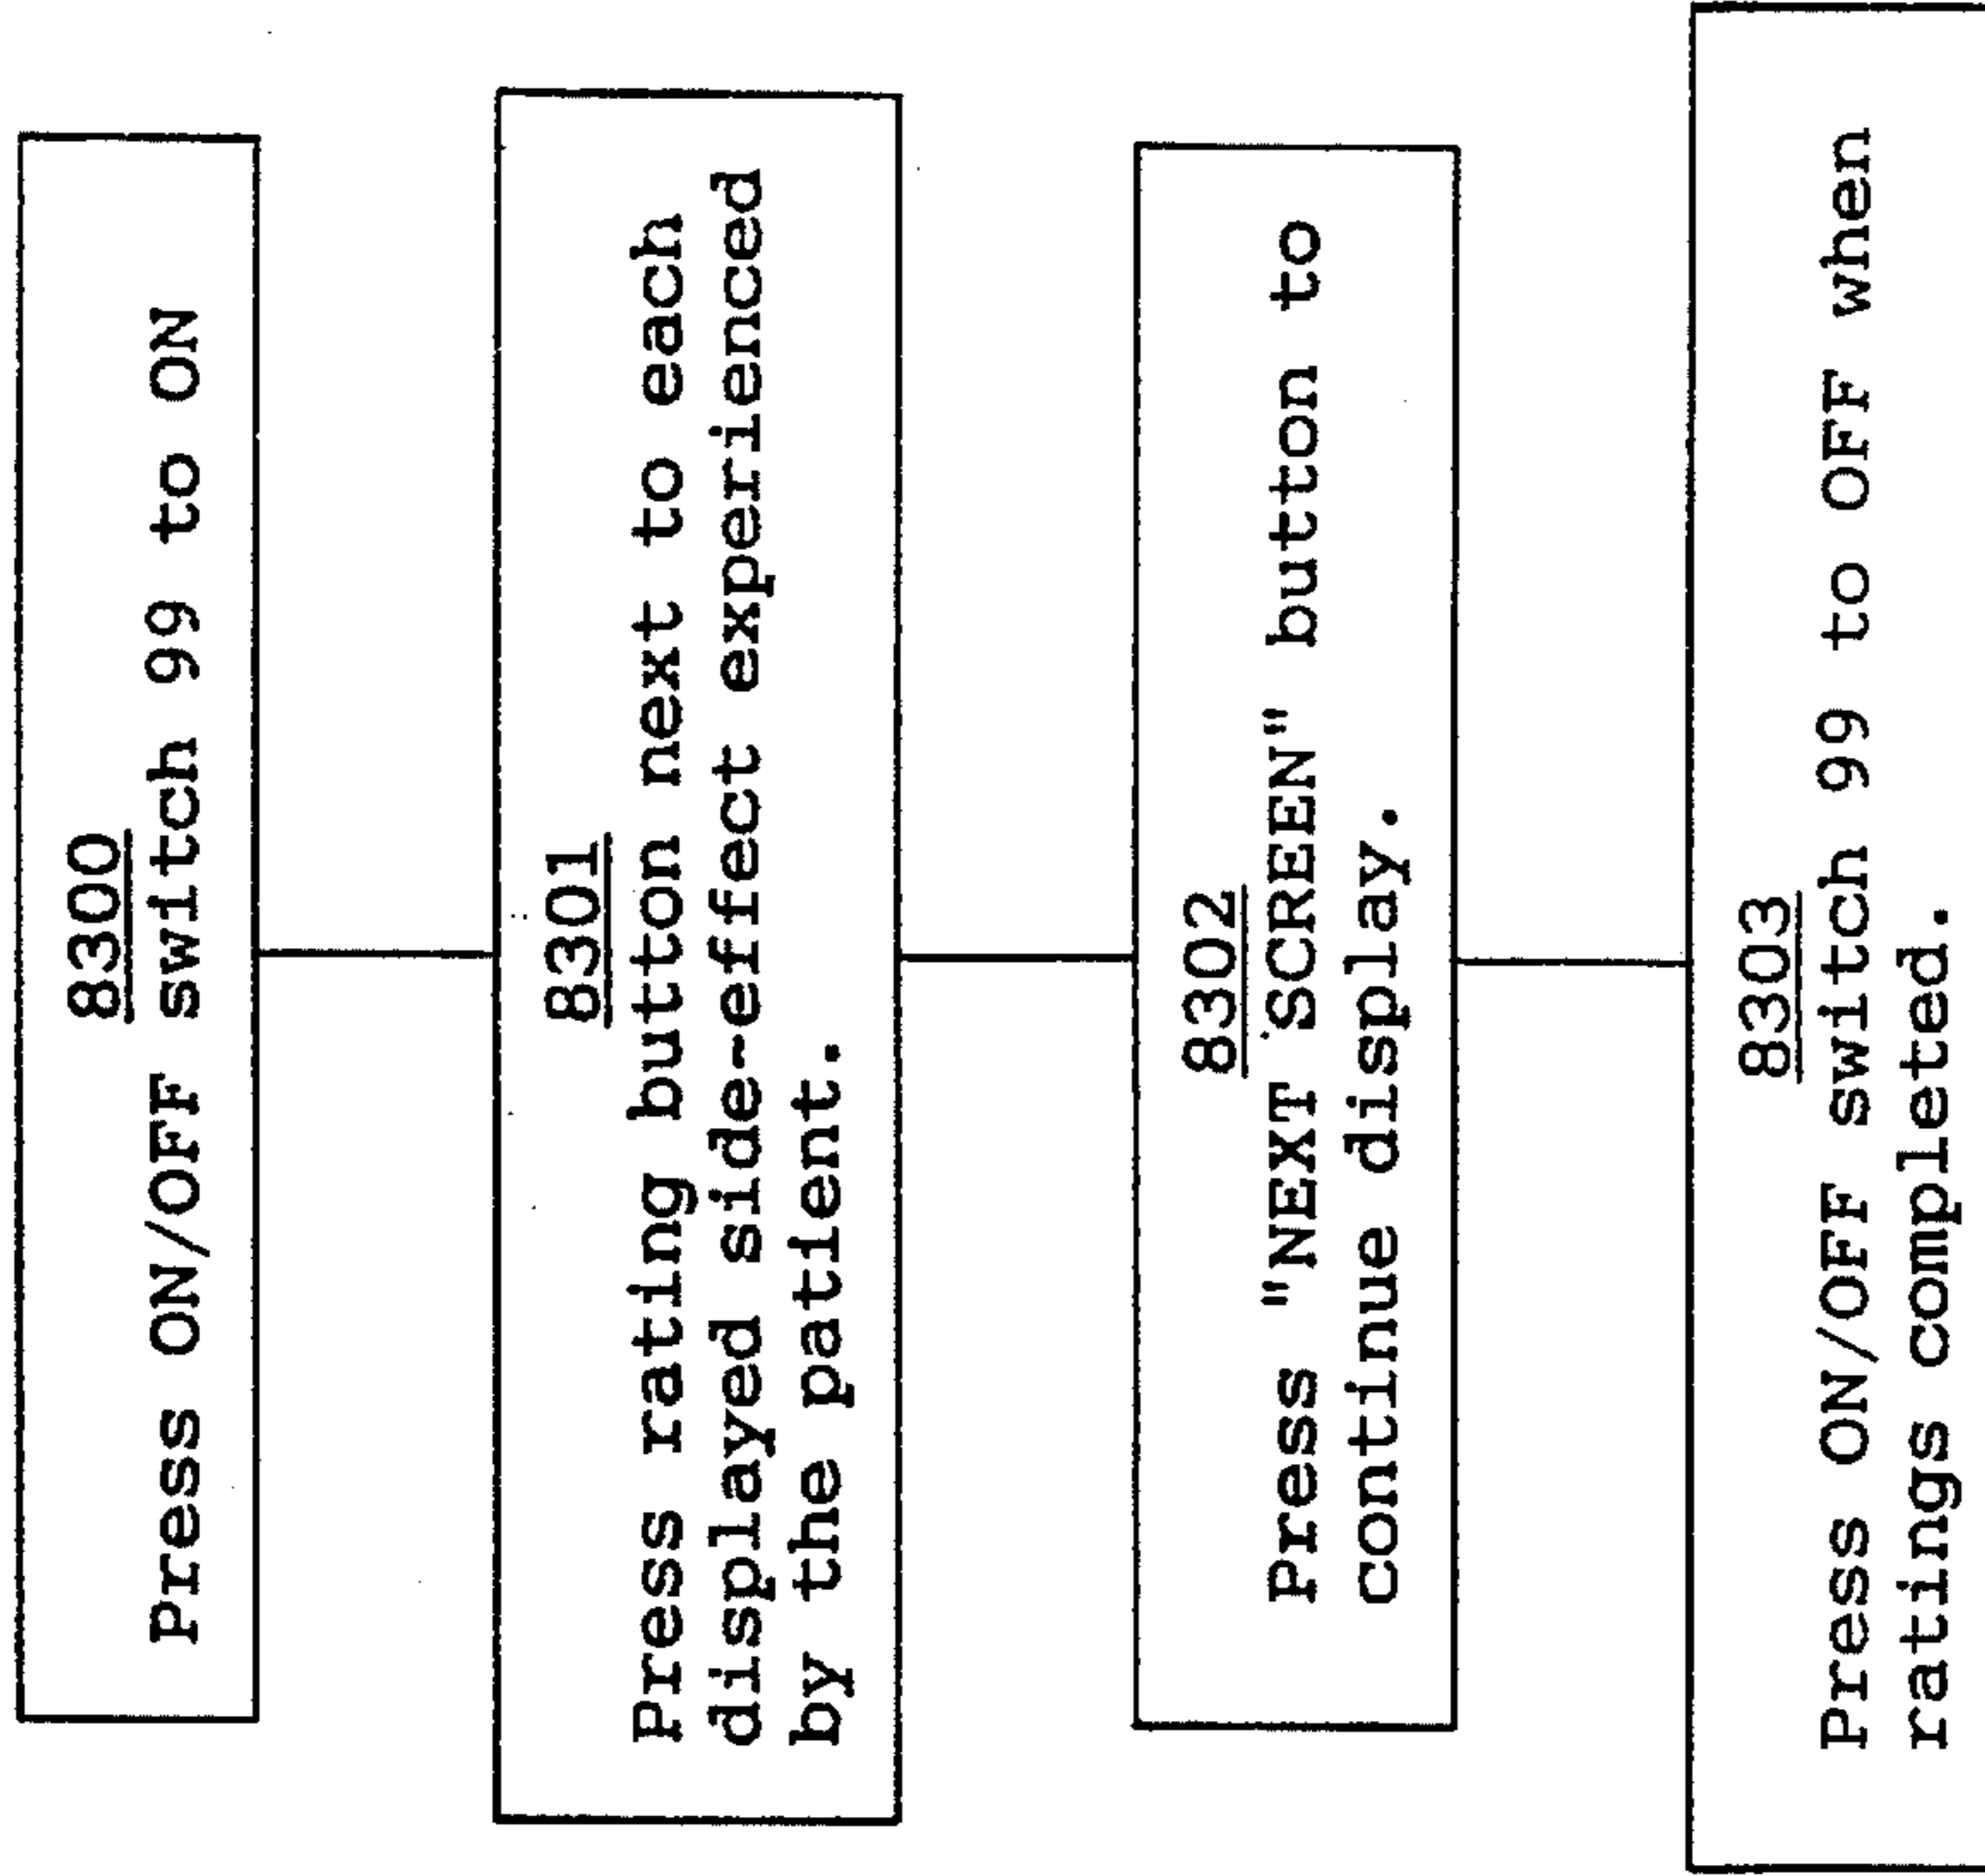 8300
Press ON/OFF switch 99 to ON
8301
Press rating button next to each
displayed side-effect experienced
by the patient.
8302
Press "NEXT SCREEN" button to
continue display.
8303
Press ON/OFF switch 99 to OFF when
ratings completed.